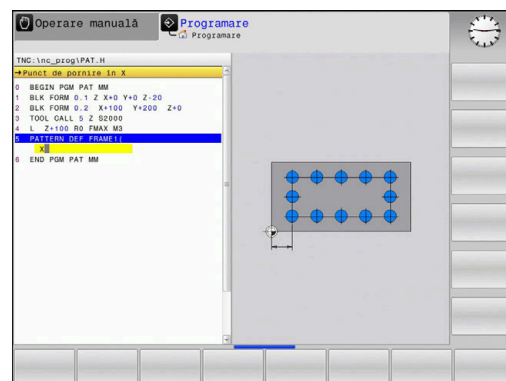 Operare manuală
Programare
Programare
TNC:\nc_prog\PAT.H
→Punct de pornire în X
0 BEGIN PGM PAT MM
1 BLK FORM 0.1 Z X+0 Y+0 Z-20
2 BLK FORM 0.2 X+100 Y+200 Z+0
3 TOOL CALL 5 Z S2000
4 L Z+100 R0 FMAX M3
5 PATTERN DEF FRAME1(
X
6 END PGM PAT MM